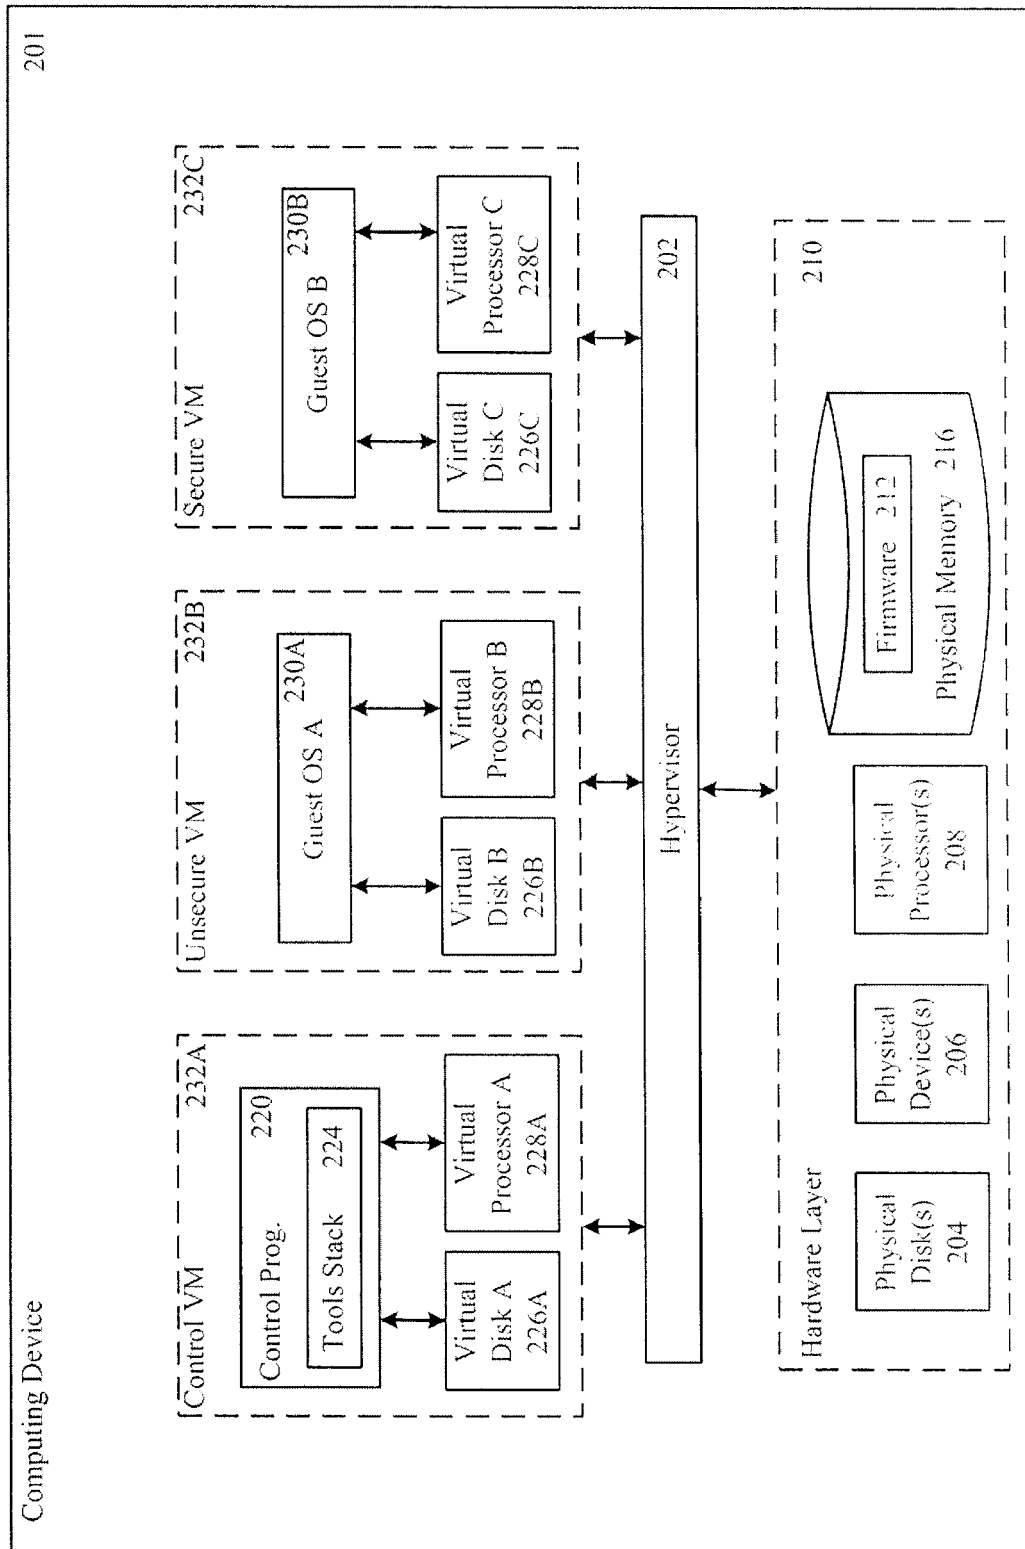 Computing Device
201
Control VM
232A
Control Prog.
220
Tools Stack 224
Virtual
Disk A
226A
Virtual
Processor A
228A
Unsecure VM
232B
230A
Guest OS A
Virtual
Disk B
226B
Virtual
Processor B
228B
Secure VM
232C
230B
Guest OS B
Virtual
Disk C
226C
Virtual
Processor C
228C
Hypervisor
202
Hardware Layer
210
Physical
Disk(s)
204
Physical
Device(s)
206
Physical
Processor(s)
208
Firmware 212
Physical Memory 216